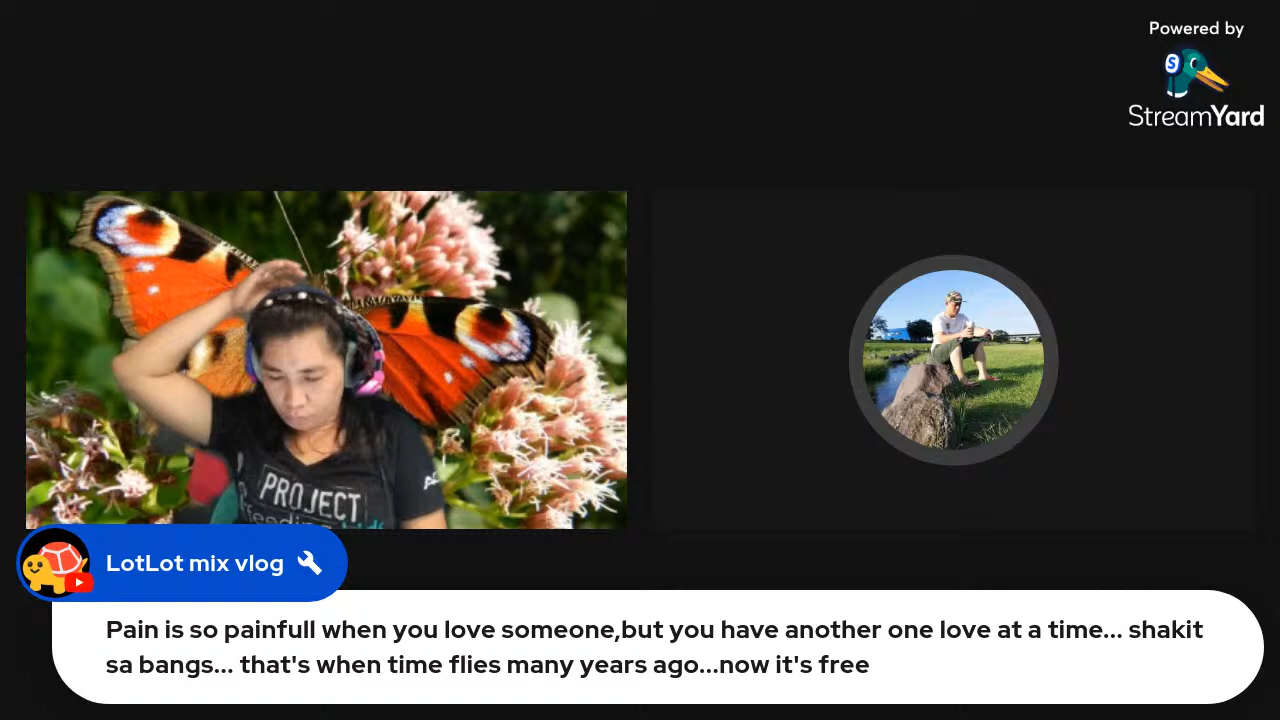 Powered by
S
StreamYard
PROJECT
LotLot mix vlog
Pain is so painfull when you love someone,but you have another one love at a time... shakit
sa bangs... that's when time flies many years ago...now it's free